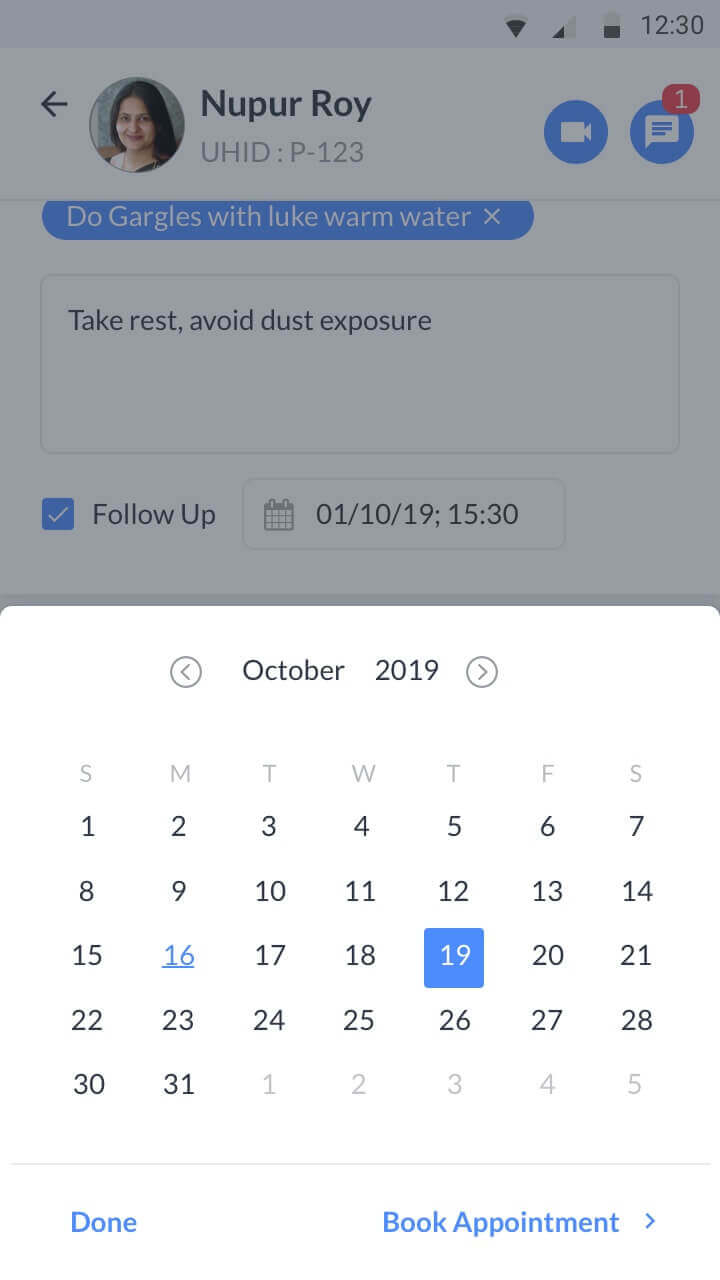 12:30
Nupur Roy
1
UHID : P-123
Do Gargles with luke warm water ×
Take rest, avoid dust exposure
Follow Up 01/10/19; 15:30
October 2019
S M T W T F S
1 2 3 4 5 6 7
8 9 10 11 12 13 14
15 16 17 18 19 20 21
22 23 24 25 26 27 28
30 31 1 2 3 4 5
Done Book Appointment >